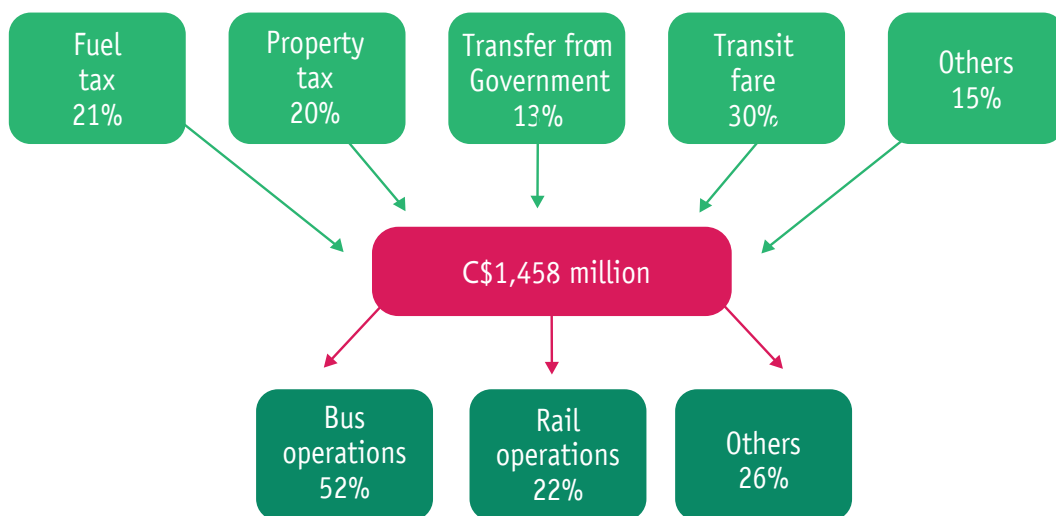 Fuel
tax
21%
Property
tax
20%
Transfer from
Government
13%
Transit
fare
30%
Others
15%
C$1,458 million
Bus
operations
52%
Rail
operations
22%
Others
26%